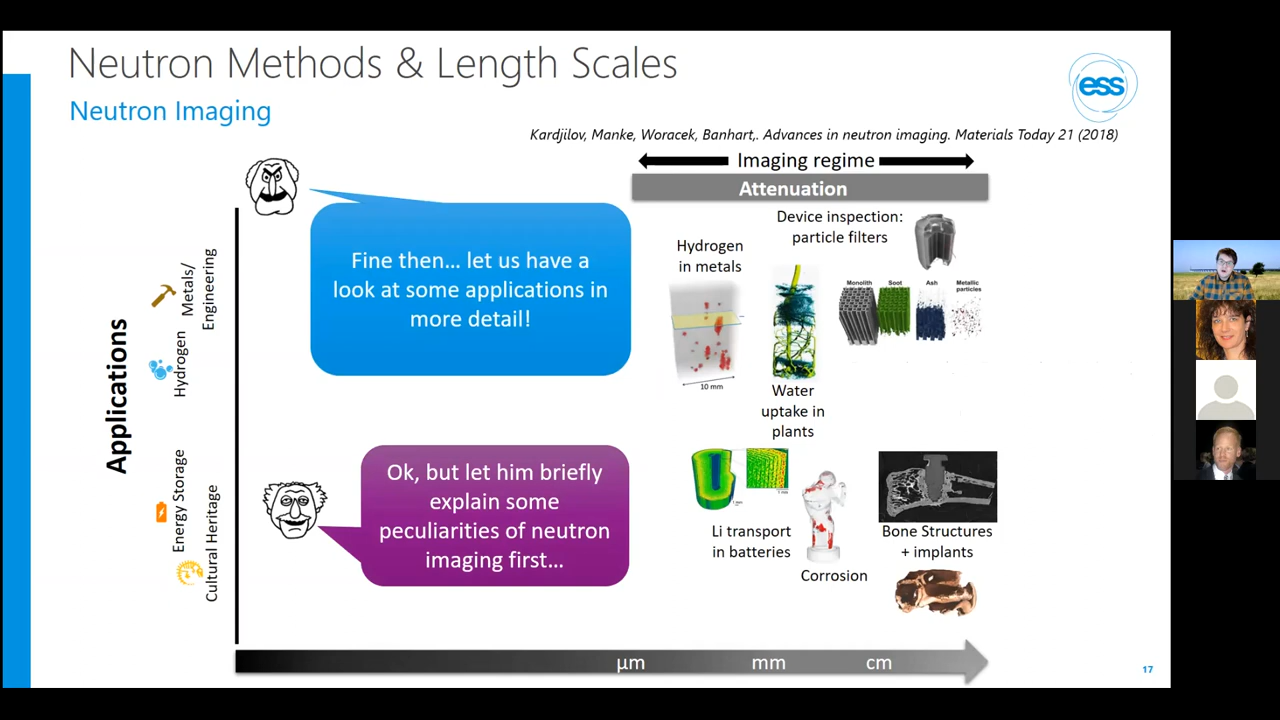 Neutron Methods & Length Scales
Neutron Imaging
ess
Kardjilov, Manke, Woracek, Banhart,. Advances in neutron imaging. Materials Today 21 (2018)
Imaging regime
Attenuation
Fine then... let us have a
look at some applications in
more detail!
Ok, but let him briefly
explain some
peculiarities of neutron
imaging first...
Applications
Metals/
Engineering
Hydrogen
Energy Storage
Cultural Heritage
Hydrogen
in metals
10 mm
Water
uptake in
plants
Device inspection:
particle filters
Monolith
Soot
Ash
Metallic
particles
Li transport
in batteries
1 mm
1 mm
Corrosion
Bone Structures
+ implants
µm
mm
cm
17